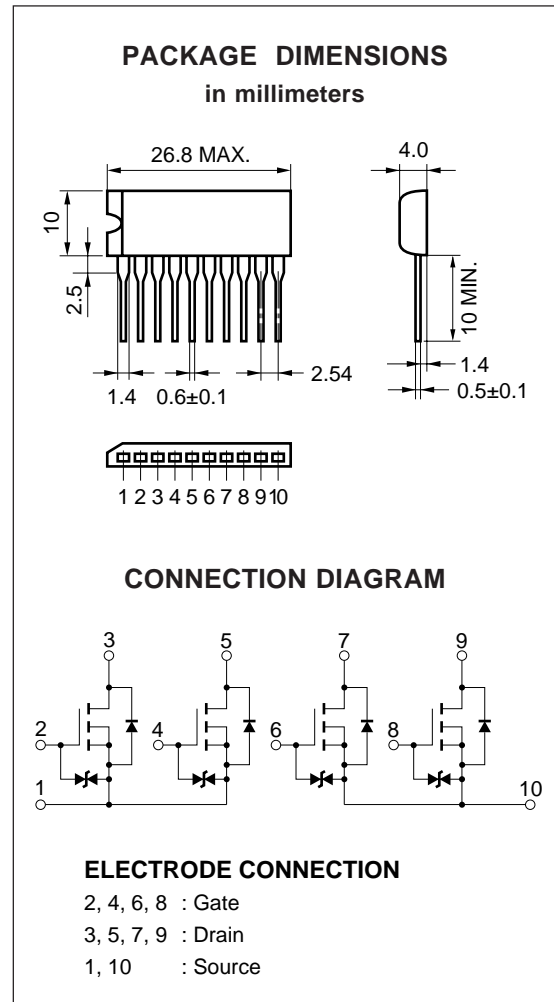 PACKAGE DIMENSIONS
in millimeters
26.8 MAX.
4.0
10
2.5
10 MIN.
2.54
1.4
1.4 0.6±0.1
0.5±0.1
1 2 3 4 5 6 7 8 9 10
CONNECTION DIAGRAM
3 5 7 9
2 4 6 8
1 10
ELECTRODE CONNECTION
2, 4, 6, 8 : Gate
3, 5, 7, 9 : Drain
1, 10 : Source